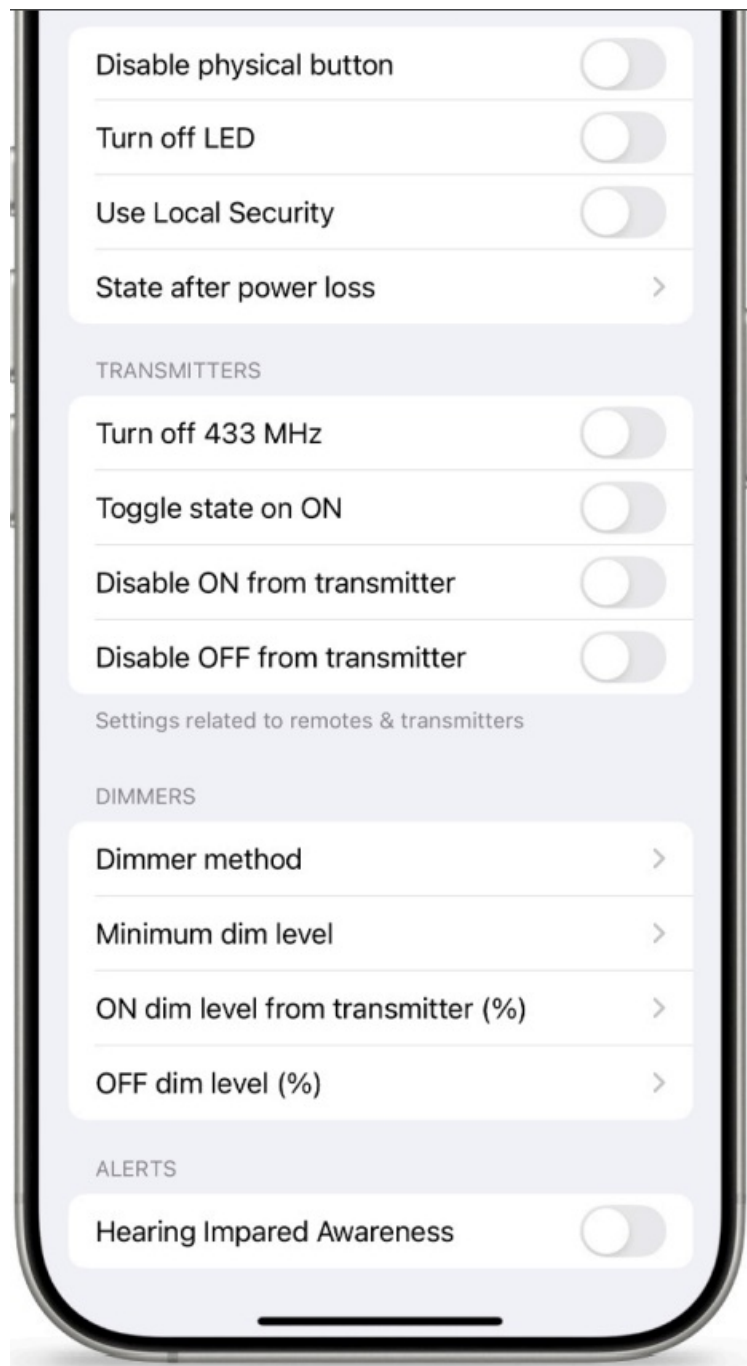 Disable physical button
Turn off LED
Use Local Security
State after power loss
TRANSMITTERS
Turn off 433 MHz
Toggle state on ON
Disable ON from transmitter
Disable OFF from transmitter
Settings related to remotes & transmitters
DIMMERS
Dimmer method
Minimum dim level
ON dim level from transmitter (%)
OFF dim level (%)
ALERTS
Hearing Impared Awareness